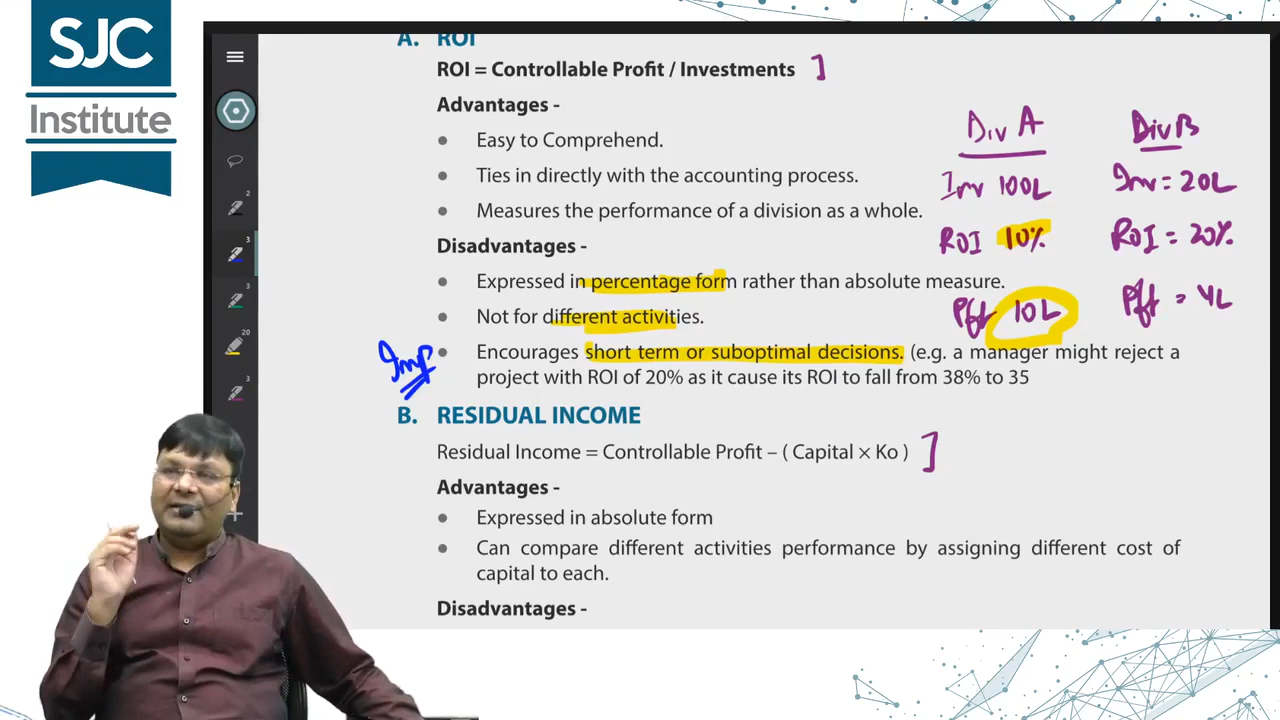 SJC
Institute
A. ROI
ROI = Controllable Profit / Investments ]
Advantages -
• Easy to Comprehend.
• Ties in directly with the accounting process.
• Measures the performance of a division as a whole.
Disadvantages -
• Expressed in percentage form rather than absolute measure.
• Not for different activities.
Imp
• Encourages short term or suboptimal decisions. (e.g. a manager might reject a
project with ROI of 20% as it cause its ROI to fall from 38% to 35
Div A
Inv 100L
ROI 10%
Pft 10L
Div B
Inv = 20L
ROI = 20%
Pft = 4L
B. RESIDUAL INCOME
Residual Income = Controllable Profit – ( Capital × Ko ) ]
Advantages -
• Expressed in absolute form
• Can compare different activities performance by assigning different cost of
capital to each.
Disadvantages -
2
3
3
20
3